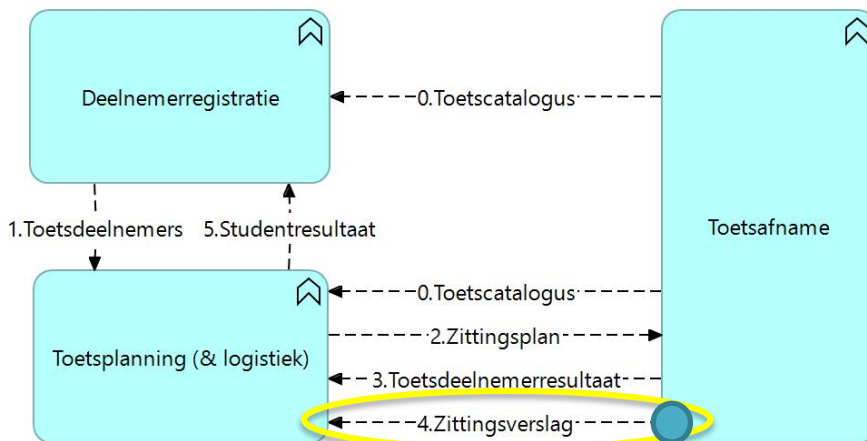 Deelnemerregistratie
0.Toetscatalogus
Toetsafname
1.Toetsdeelnemers
5.Studentresultaat
Toetsplanning (& logistiek)
0.Toetscatalogus
2.Zittingsplan
3.Toetsdeelnemerresultaat
4.Zittingsverslag